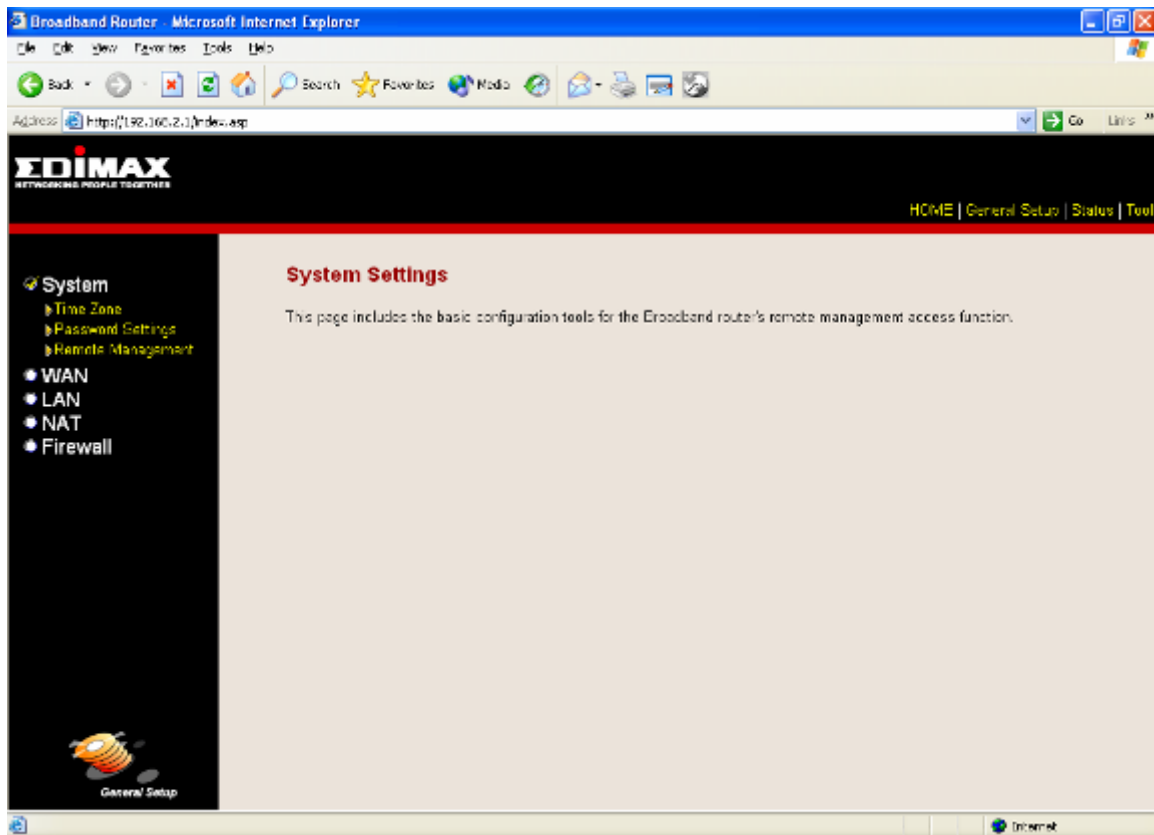 Broadband Router - Microsoft Internet Explorer
File Edit View Favorites Tools Help
Back Search Favorites Media
Address http://192.168.2.1/index.asp Go Links »
EDIMAX
NETWORKING PEOPLE TOGETHER
HOME | General Setup | Status | Tool
System
Time Zone
Password Settings
Remote Management
WAN
LAN
NAT
Firewall
System Settings
This page includes the basic configuration tools for the Broadband router's remote management access function.
General Setup
Internet